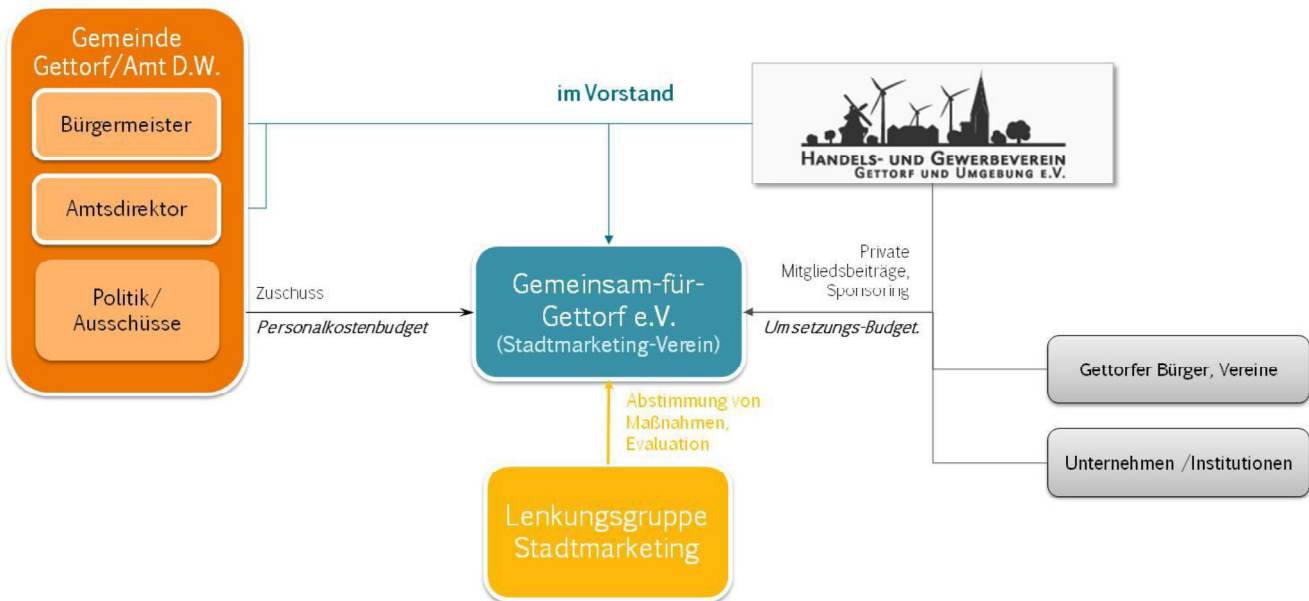 Gemeinde
Gettorf/Amt D.W.
Bürgermeister
Amtsdirektor
Politik/
Ausschüsse
im Vorstand
HANDELS- UND GEWERBEVEREIN
GETTORF UND UMGEBUNG E.V.
Zuschuss
Personalkostenbudget
Gemeinsam-für-
Gettorf e.V.
(Stadtmarketing-Verein)
Private
Mitgliedsbeiträge,
Sponsoring
Umsetzungs-Budget.
Gettorfer Bürger, Vereine
Unternehmen /Institutionen
Abstimmung von
Maßnahmen,
Evaluation
Lenkungsgruppe
Stadtmarketing